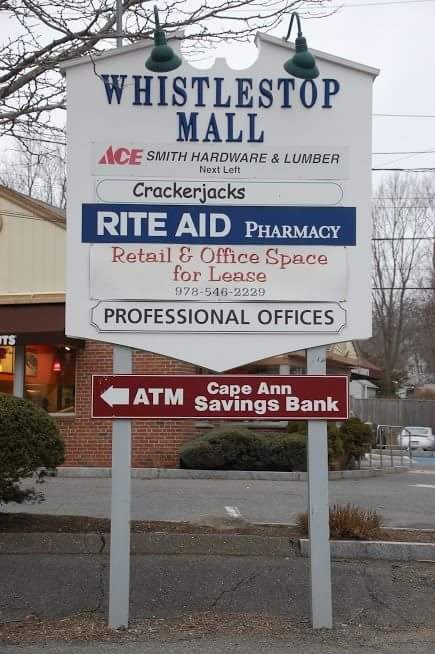 WHISTLESTOP
MALL
ACE SMITH HARDWARE & LUMBER
Next Left
Crackerjacks
RITE AID PHARMACY
Retail & Office Space
for Lease
978-546-2229
PROFESSIONAL OFFICES
ATM Cape Ann
Savings Bank